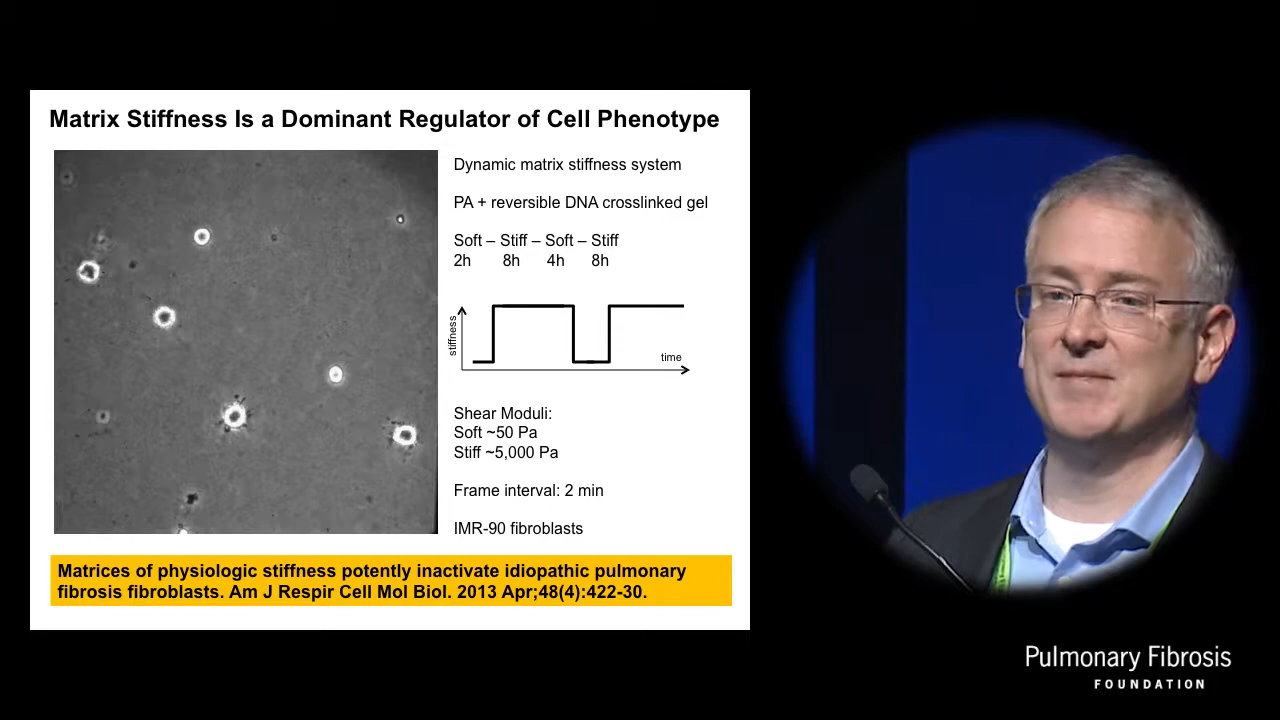 Matrix Stiffness Is a Dominant Regulator of Cell Phenotype
Dynamic matrix stiffness system
PA + reversible DNA crosslinked gel
Soft – Stiff – Soft – Stiff
2h 8h 4h 8h
stiffness
time
Shear Moduli:
Soft ~50 Pa
Stiff ~5,000 Pa
Frame interval: 2 min
IMR-90 fibroblasts
Matrices of physiologic stiffness potently inactivate idiopathic pulmonary
fibrosis fibroblasts. Am J Respir Cell Mol Biol. 2013 Apr;48(4):422-30.
Pulmonary Fibrosis
FOUNDATION